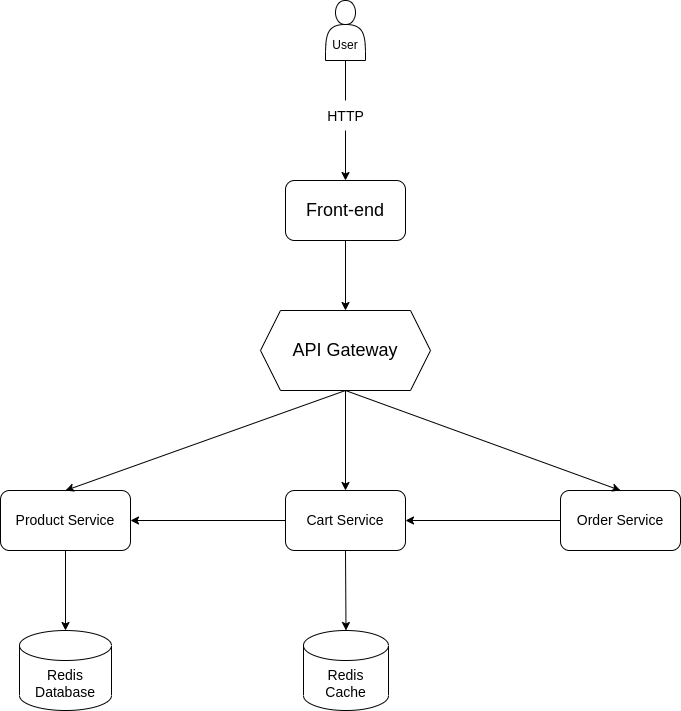 User
HTTP
Front-end
API Gateway
Product Service
Cart Service
Order Service
Redis
Database
Redis
Cache